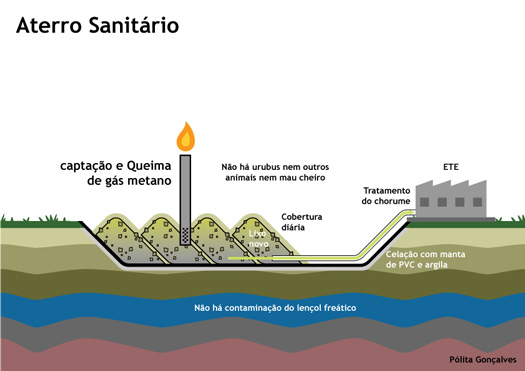 Aterro Sanitário
captação e Queima
de gás metano
Não há urubus nem outros
animais nem mau cheiro
ETE
Tratamento
do chorume
Cobertura
diária
Lixo
novo
Celação com manta
de PVC e argila
Não há contaminação do lençol freático
Pólita Gonçalves